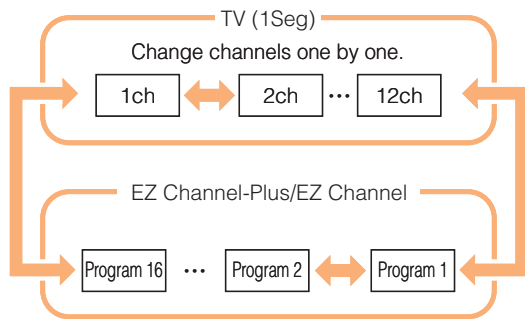 TV (1Seg)
Change channels one by one.
1ch 2ch ··· 12ch
EZ Channel-Plus/EZ Channel
Program 16 ··· Program 2 Program 1